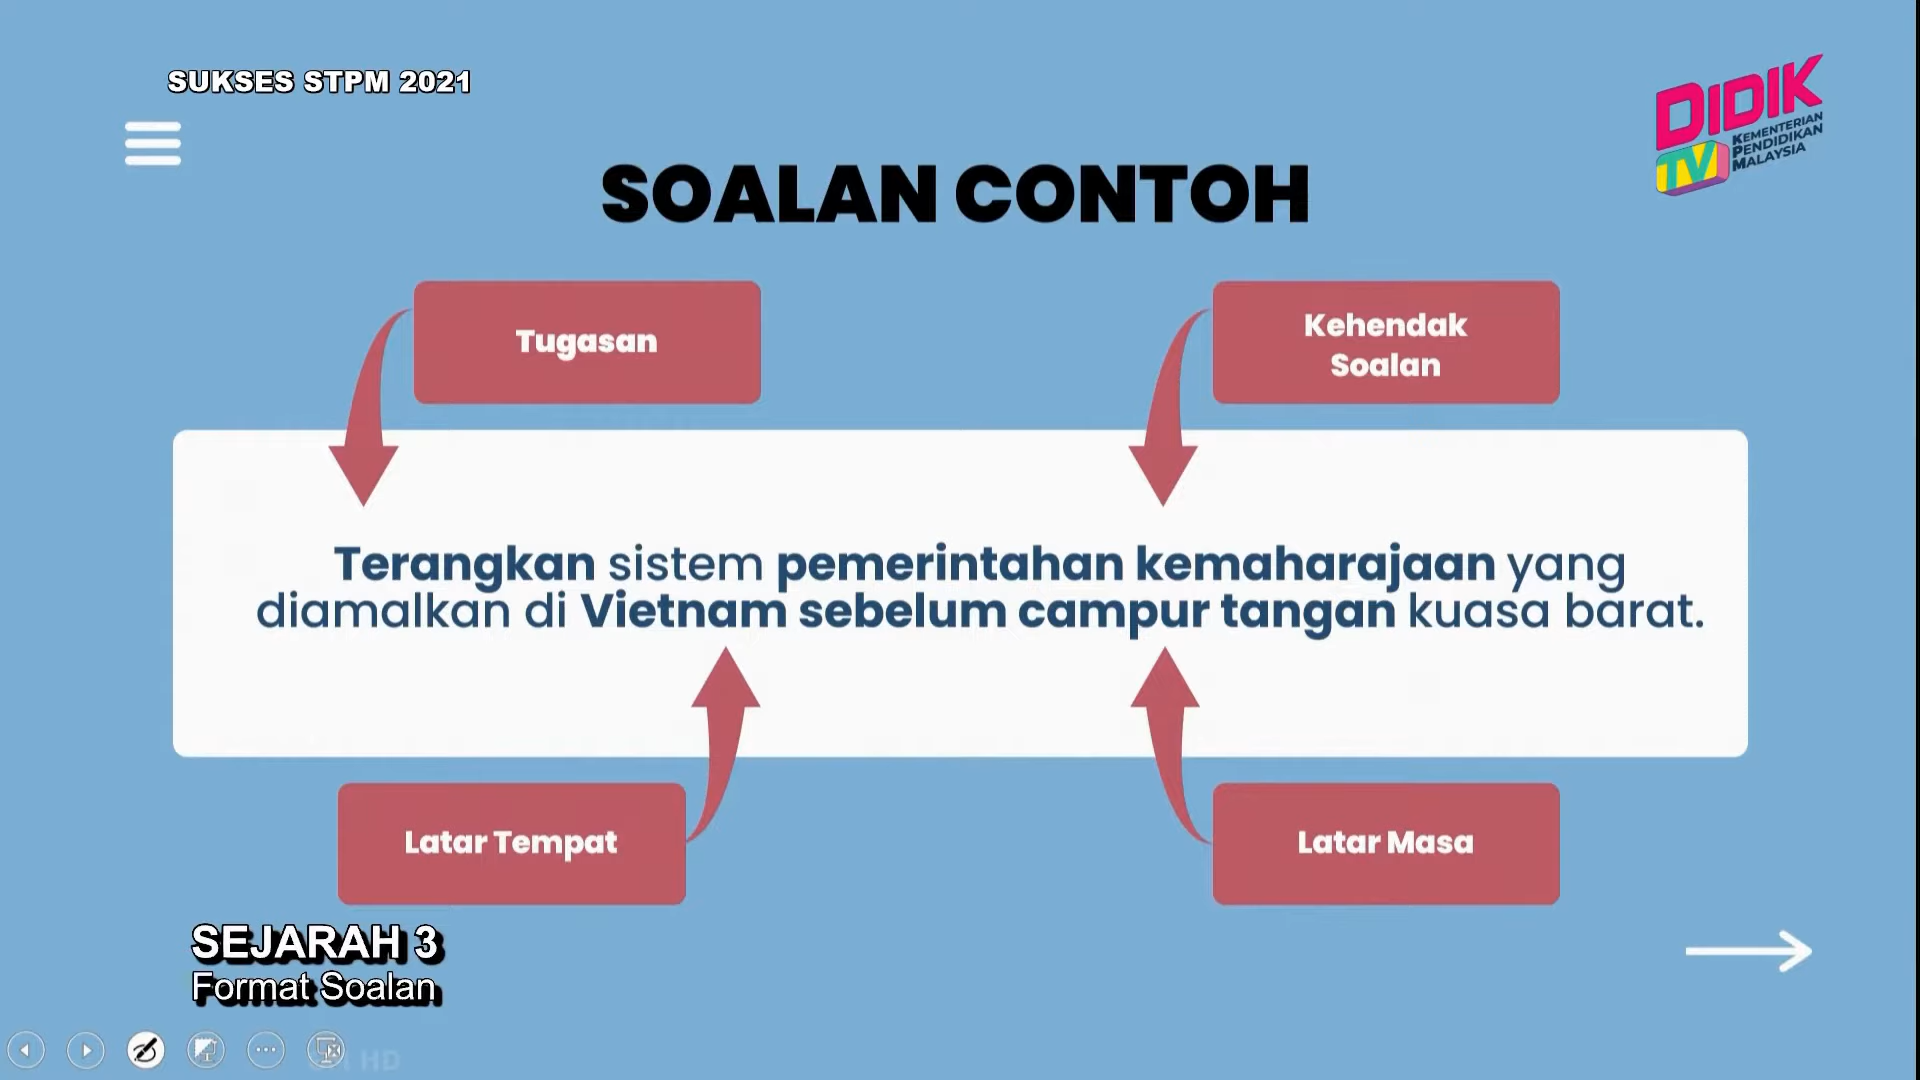 SUKSES STPM 2021
DIDIK
TV
KEMENTERIAN
PENDIDIKAN
MALAYSIA
SOALAN CONTOH
Tugasan
Kehendak
Soalan
Terangkan sistem pemerintahan kemaharajaan yang
diamalkan di Vietnam sebelum campur tangan kuasa barat.
Latar Tempat
Latar Masa
SEJARAH 3
Format Soalan
HD